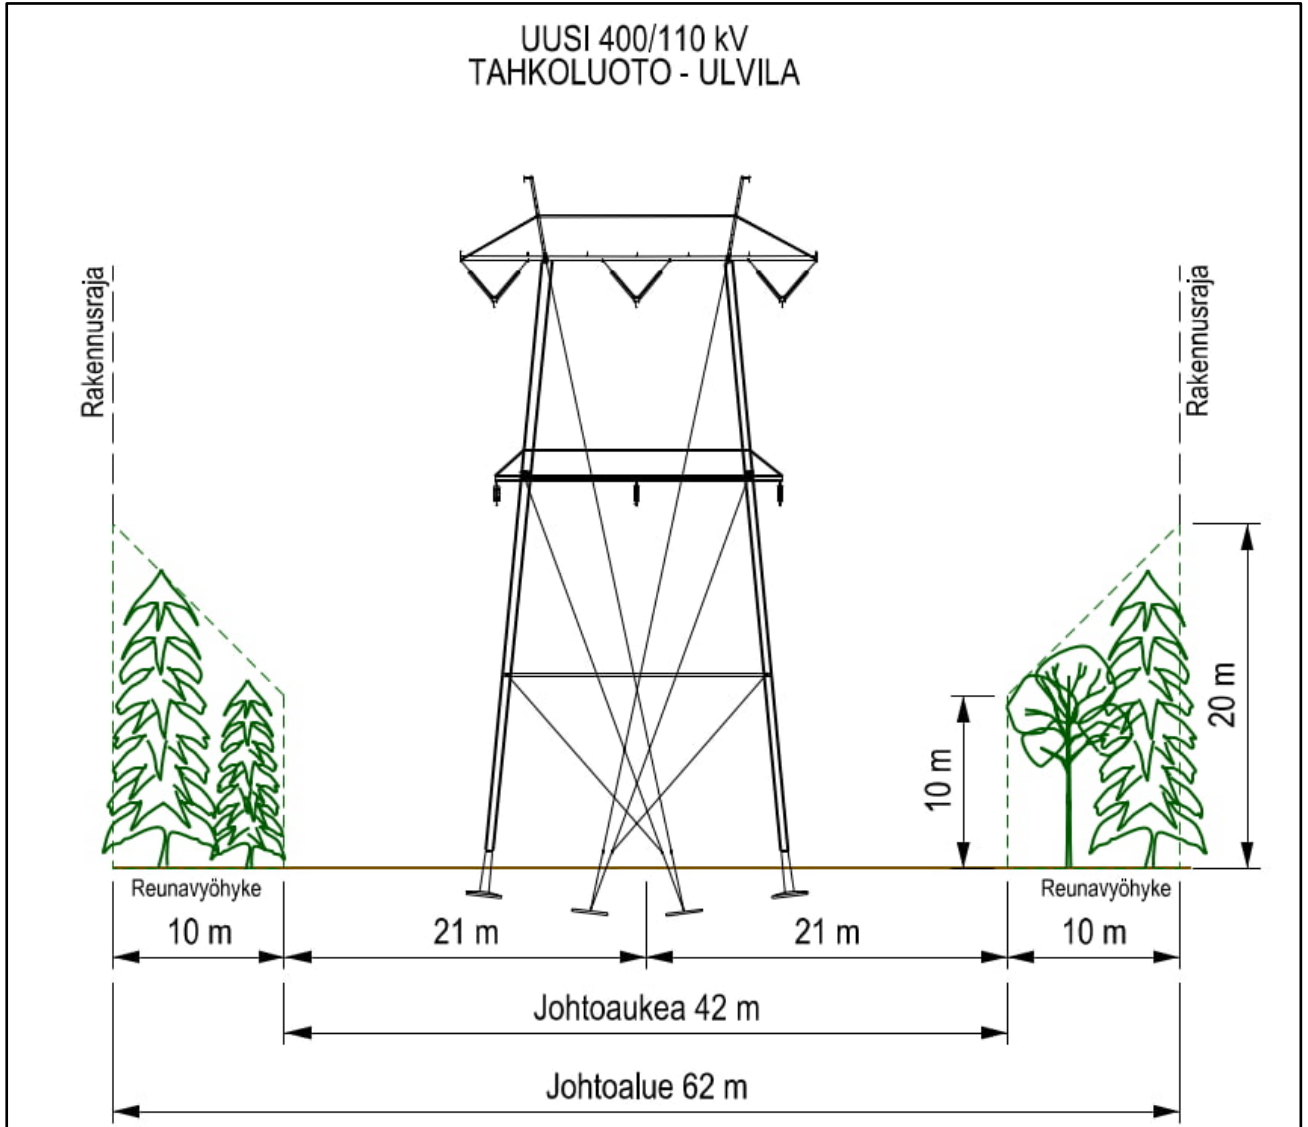 UUSI 400/110 kV
TAHKOLUOTO - ULVILA
Rakennusraja
Rakennusraja
20 m
10 m
Reunavyöhyke
Reunavyöhyke
10 m
21 m
21 m
10 m
Johtoaukea 42 m
Johtoalue 62 m